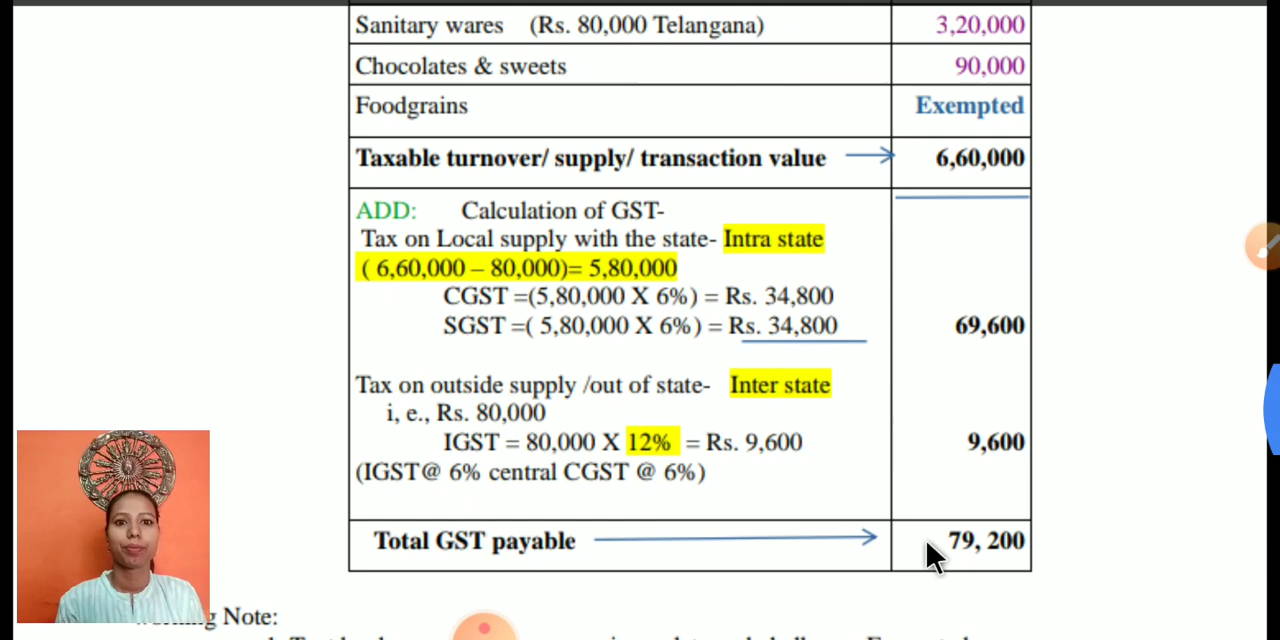 Sanitary wares (Rs. 80,000 Telangana) 3,20,000
Chocolates & sweets 90,000
Foodgrains Exempted
Taxable turnover/ supply/ transaction value 6,60,000
ADD: Calculation of GST-
Tax on Local supply with the state- Intra state
( 6,60,000 – 80,000)= 5,80,000
CGST =(5,80,000 X 6%) = Rs. 34,800
SGST =( 5,80,000 X 6%) = Rs. 34,800 69,600
Tax on outside supply /out of state- Inter state
i, e., Rs. 80,000
IGST = 80,000 X 12% = Rs. 9,600 9,600
(IGST@ 6% central CGST @ 6%)
Total GST payable 79, 200
Note: